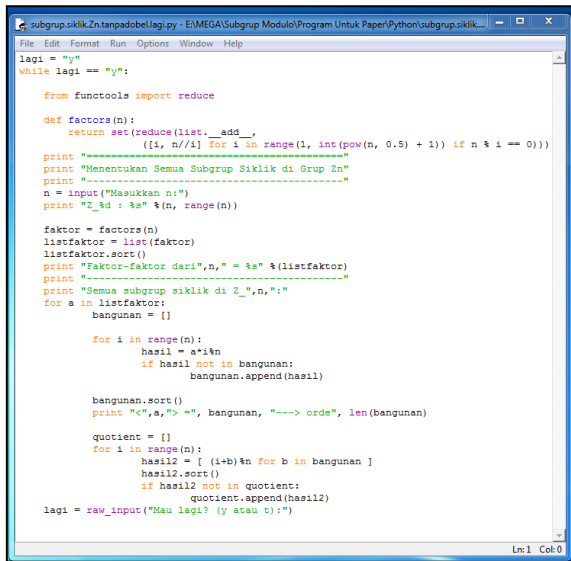 subgrup.siklik.Zn.tanpadobel.lagi.py - E:\MEGA\Subgrup Modulo\Program Untuk Paper\Python\subgrup.siklik....
File Edit Format Run Options Window Help
lagi = "y"
while lagi == "y":

    from functools import reduce

    def factors(n):
        return set(reduce(list.__add__,
                    ([i, n//i] for i in range(1, int(pow(n, 0.5) + 1)) if n % i == 0)))
    print "============================================"
    print "Menentukan Semua Subgrup Siklik di Grup Zn"
    print "--------------------------------------------"
    n = input("Masukkan n:")
    print "Z_%d : %s" %(n, range(n))

    faktor = factors(n)
    listfaktor = list(faktor)
    listfaktor.sort()
    print "Faktor-faktor dari",n," = %s" %(listfaktor)
    print "--------------------------------------------"
    print "Semua subgrup siklik di Z_",n,":"
    for a in listfaktor:
            bangunan = []

            for i in range(n):
                    hasil = a*i%n
                    if hasil not in bangunan:
                            bangunan.append(hasil)

            bangunan.sort()
            print "<",a,"> =", bangunan, "---> orde", len(bangunan)

            quotient = []
            for i in range(n):
                    hasil2 = [ (i+b)%n for b in bangunan ]
                    hasil2.sort()
                    if hasil2 not in quotient:
                            quotient.append(hasil2)
    lagi = raw_input("Mau lagi? (y atau t):")
Ln: 1 Col: 0